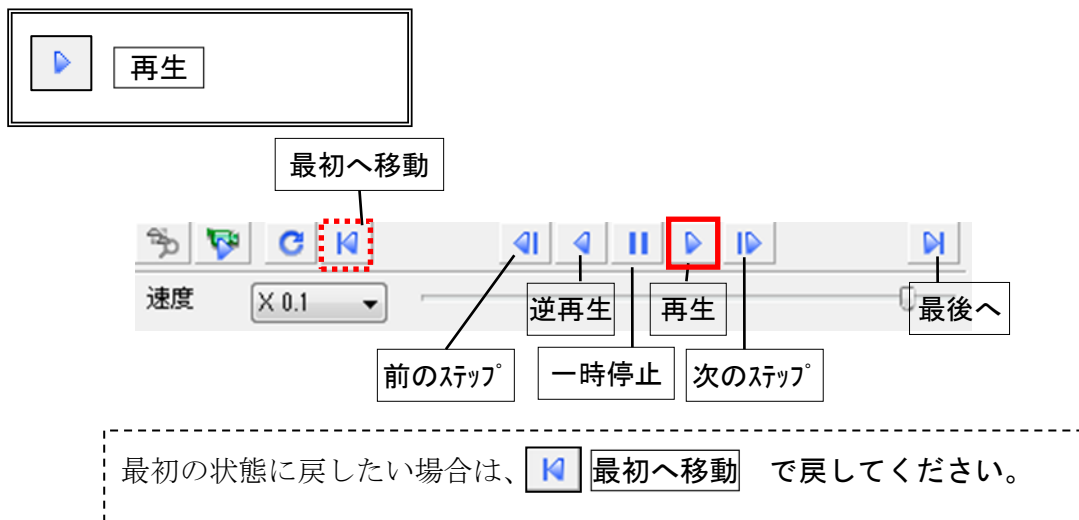 再生
最初へ移動
速度
X 0.1
逆再生
再生
最後へ
前のｽﾃｯﾌﾟ
一時停止
次のｽﾃｯﾌﾟ
最初の状態に戻したい場合は、 最初へ移動 で戻してください。